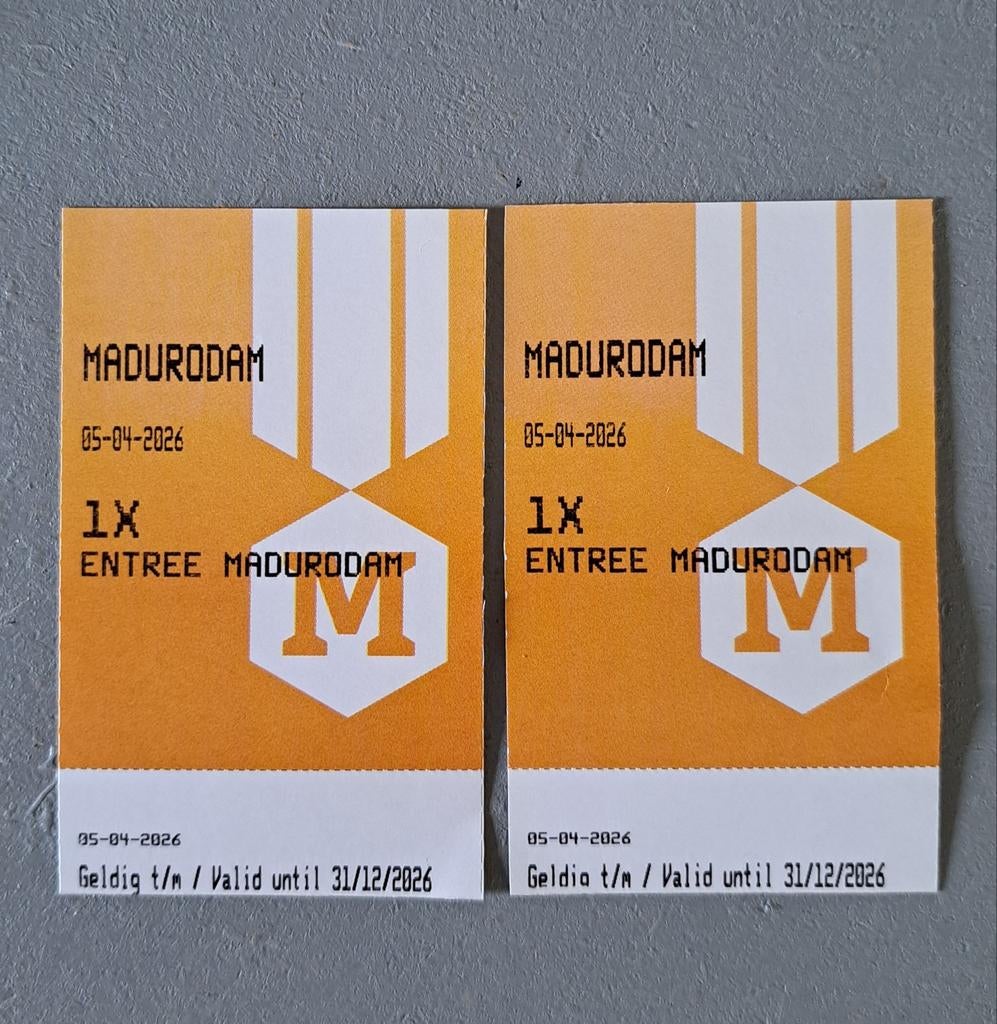 MADURODAM
05-04-2026
1X
ENTREE MADURODAM
M
05-04-2026
Geldig t/m / Valid until 31/12/2026
MADURODAM
05-04-2026
1X
ENTREE MADURODAM
M
05-04-2026
Geldig t/m / Valid until 31/12/2026